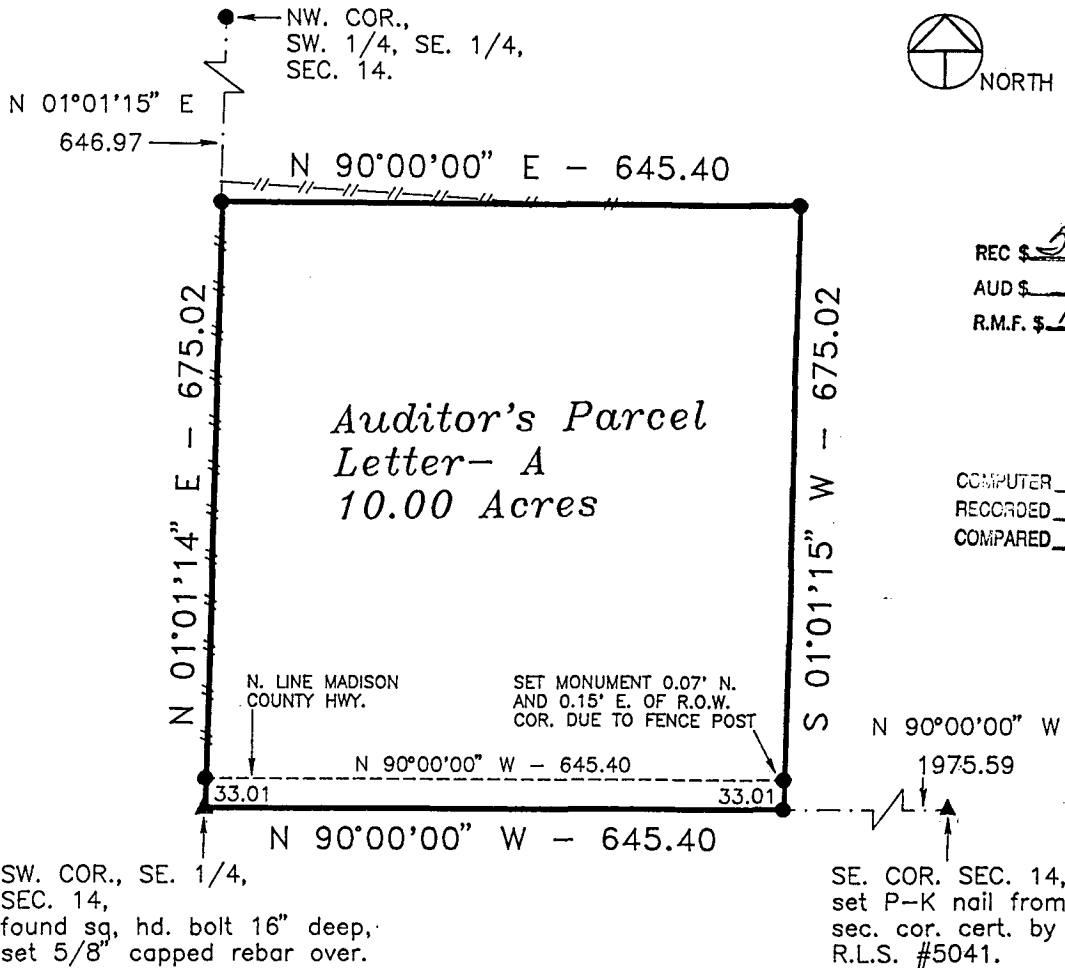 NW. COR.,
SW. 1/4, SE. 1/4,
SEC. 14.
NORTH
N 01°01'15" E
646.97
N 90°00'00" E - 645.40
REC $
AUD $
R.M.F. $
N 01°01'14" E - 675.02
S 01°01'15" W - 675.02
Auditor's Parcel
Letter- A
10.00 Acres
COMPUTER
RECORDED
COMPARED
N. LINE MADISON
COUNTY HWY.
SET MONUMENT 0.07' N.
AND 0.15' E. OF R.O.W.
COR. DUE TO FENCE POST
N 90°00'00" W
1975.59
N 90°00'00" W - 645.40
33.01
33.01
N 90°00'00" W - 645.40
SW. COR., SE. 1/4,
SEC. 14,
found sq, hd. bolt 16" deep,
set 5/8" capped rebar over.
SE. COR. SEC. 14,
set P-K nail from
sec. cor. cert. by
R.L.S. #5041.